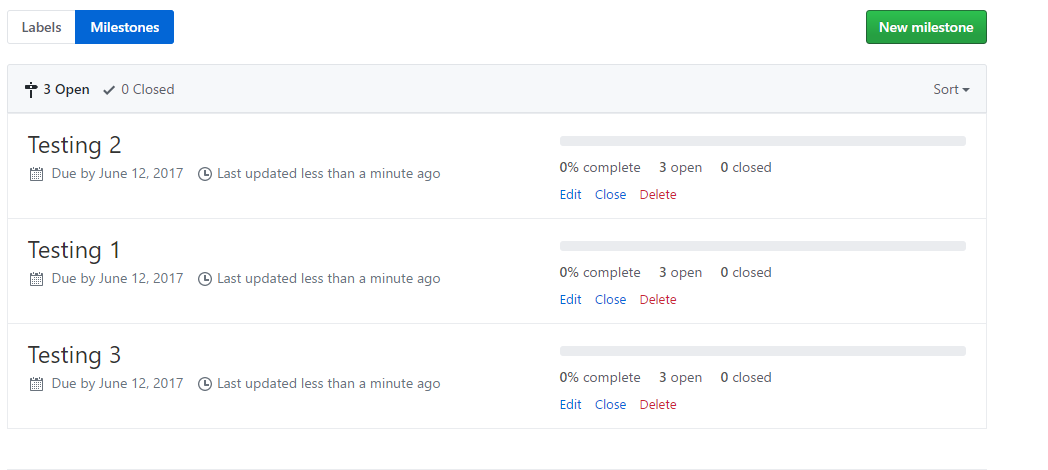 Labels Milestones New milestone
3 Open 0 Closed Sort
Testing 2
Due by June 12, 2017 Last updated less than a minute ago
0% complete 3 open 0 closed
Edit Close Delete
Testing 1
Due by June 12, 2017 Last updated less than a minute ago
0% complete 3 open 0 closed
Edit Close Delete
Testing 3
Due by June 12, 2017 Last updated less than a minute ago
0% complete 3 open 0 closed
Edit Close Delete